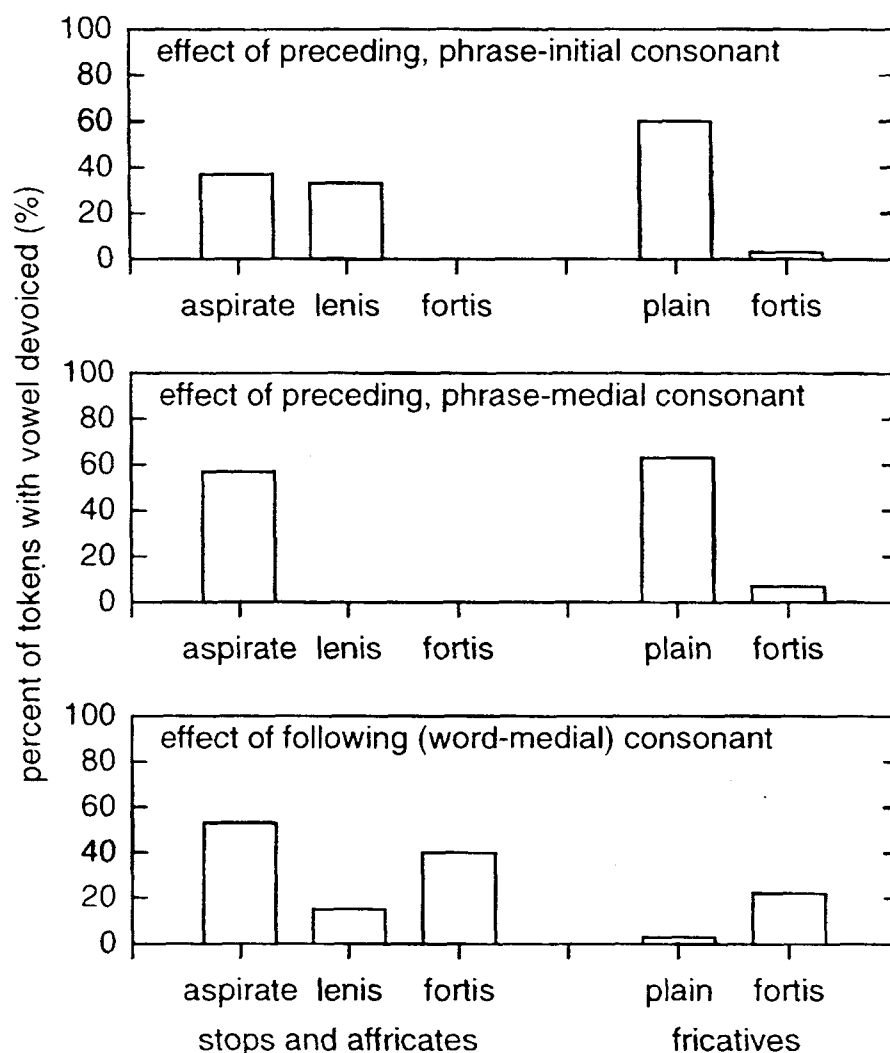 percent of tokens with vowel devoiced (%)
effect of preceding, phrase-initial consonant
100
80
60
40
20
0
aspirate lenis fortis plain fortis
effect of preceding, phrase-medial consonant
100
80
60
40
20
0
aspirate lenis fortis plain fortis
effect of following (word-medial) consonant
100
80
60
40
20
0
aspirate lenis fortis plain fortis
stops and affricates fricatives